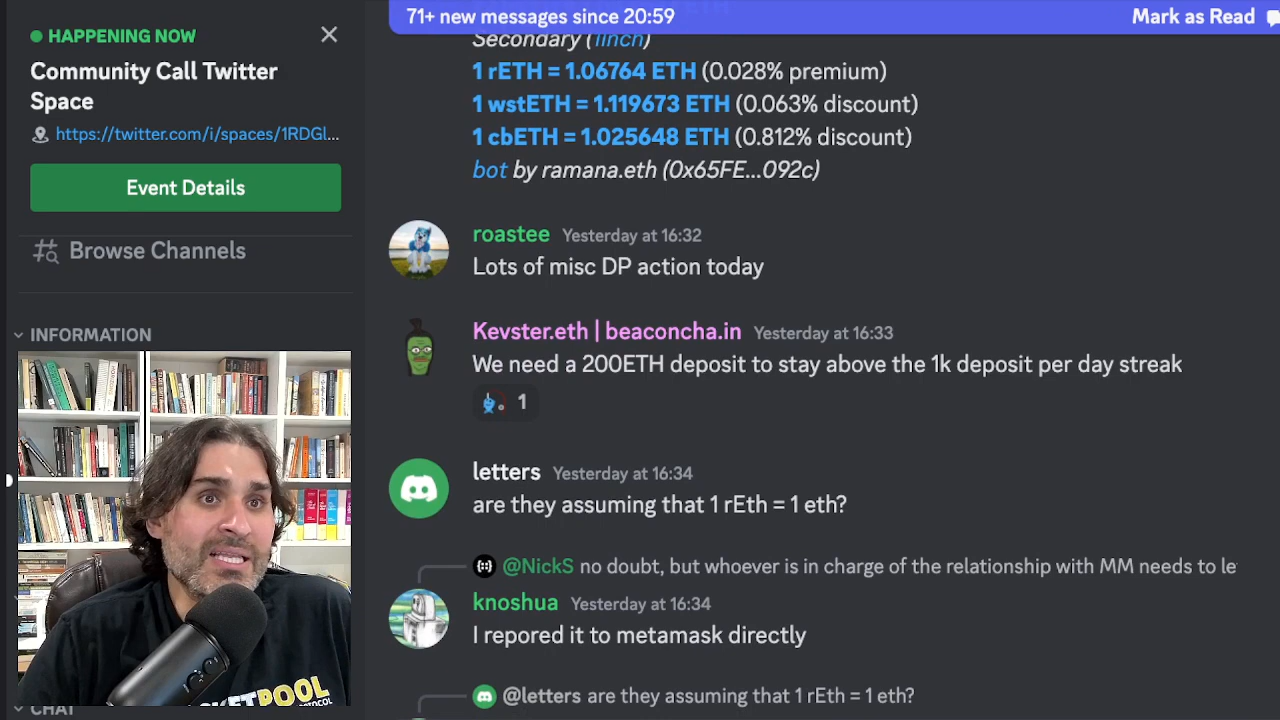 HAPPENING NOW
Community Call Twitter
Space
https://twitter.com/i/spaces/1RDGl...
Event Details
Browse Channels
INFORMATION
CHAT
71+ new messages since 20:59
Mark as Read
Secondary (1inch)
1 rETH = 1.06764 ETH (0.028% premium)
1 wstETH = 1.119673 ETH (0.063% discount)
1 cbETH = 1.025648 ETH (0.812% discount)
bot by ramana.eth (0x65FE...092c)
roastee Yesterday at 16:32
Lots of misc DP action today
Kevster.eth | beaconcha.in Yesterday at 16:33
We need a 200ETH deposit to stay above the 1k deposit per day streak
1
letters Yesterday at 16:34
are they assuming that 1 rEth = 1 eth?
@NickS no doubt, but whoever is in charge of the relationship with MM needs to le
knoshua Yesterday at 16:34
I repored it to metamask directly
@letters are they assuming that 1 rEth = 1 eth?